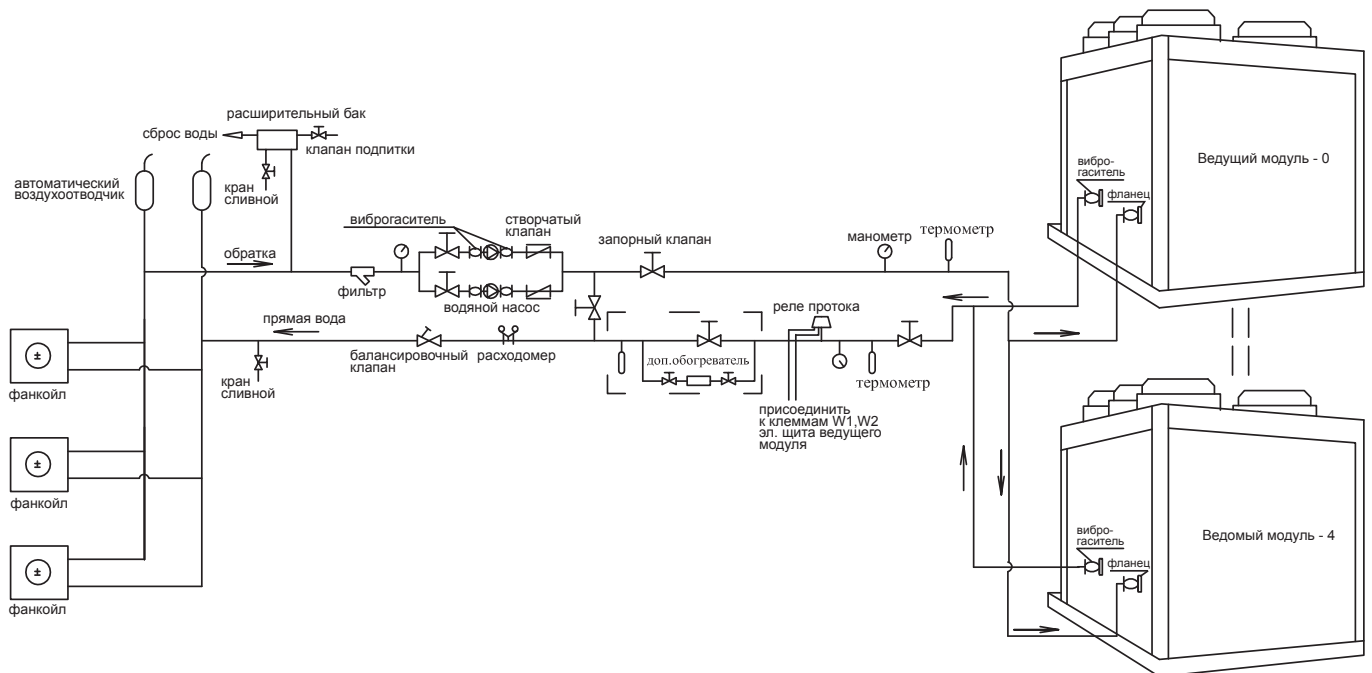 расширительный бак
сброс воды
клапан подпитки
автоматический
воздухоотводчик
кран
сливной
виброгаситель
створчатый
клапан
запорный клапан
манометр
термометр
обратка
фильтр
водяной насос
прямая вода
балансировочный
клапан
расходомер
кран
сливной
доп.обогреватель
реле протока
термометр
присоединить
к клеммам W1,W2
эл. щита ведущего
модуля
фанкойл
фанкойл
фанкойл
Ведущий модуль - 0
вибро-
гаситель
фланец
Ведомый модуль - 4
вибро-
гаситель
фланец